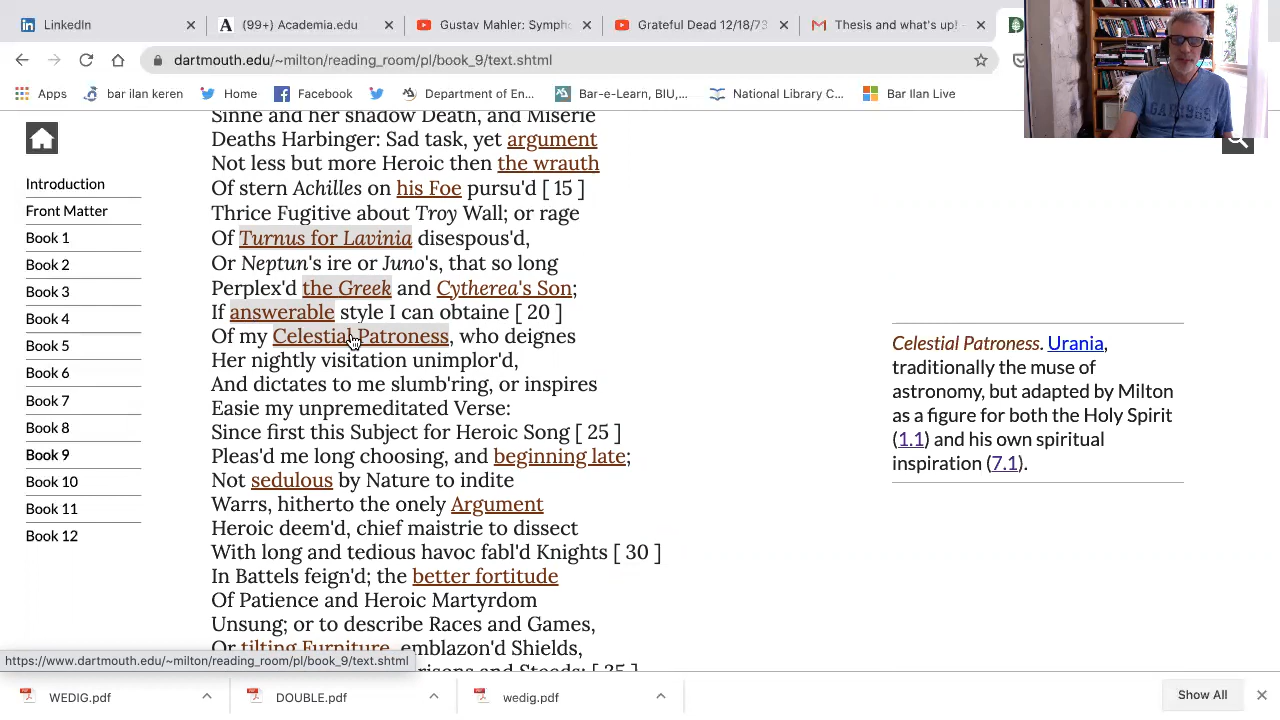 LinkedIn
(99+) Academia.edu
Gustav Mahler: Sympho
Grateful Dead 12/18/73
Thesis and what's up! -
dartmouth.edu/~milton/reading_room/pl/book_9/text.shtml
Apps
bar ilan keren
Home
Facebook
Department of En...
Bar-e-Learn, BIU,...
National Library C...
Bar Ilan Live
Introduction
Front Matter
Book 1
Book 2
Book 3
Book 4
Book 5
Book 6
Book 7
Book 8
Book 9
Book 10
Book 11
Book 12
Sinne and her shadow Death, and Miserie
Deaths Harbinger: Sad task, yet argument
Not less but more Heroic then the wrauth
Of stern Achilles on his Foe pursu'd [ 15 ]
Thrice Fugitive about Troy Wall; or rage
Of Turnus for Lavinia disespous'd,
Or Neptun's ire or Juno's, that so long
Perplex'd the Greek and Cytherea's Son;
If answerable style I can obtaine [ 20 ]
Of my Celestial Patroness, who deignes
Her nightly visitation unimplor'd,
And dictates to me slumb'ring, or inspires
Easie my unpremeditated Verse:
Since first this Subject for Heroic Song [ 25 ]
Pleas'd me long choosing, and beginning late;
Not sedulous by Nature to indite
Warrs, hitherto the onely Argument
Heroic deem'd, chief maistrie to dissect
With long and tedious havoc fabl'd Knights [ 30 ]
In Battels feign'd; the better fortitude
Of Patience and Heroic Martyrdom
Unsung; or to describe Races and Games,
Or tilting Furniture, emblazon'd Shields,
and Steeds; [ 35 ]
Celestial Patroness. Urania,
traditionally the muse of
astronomy, but adapted by Milton
as a figure for both the Holy Spirit
(1.1) and his own spiritual
inspiration (7.1).
https://www.dartmouth.edu/~milton/reading_room/pl/book_9/text.shtml
WEDIG.pdf
DOUBLE.pdf
wedig.pdf
Show All